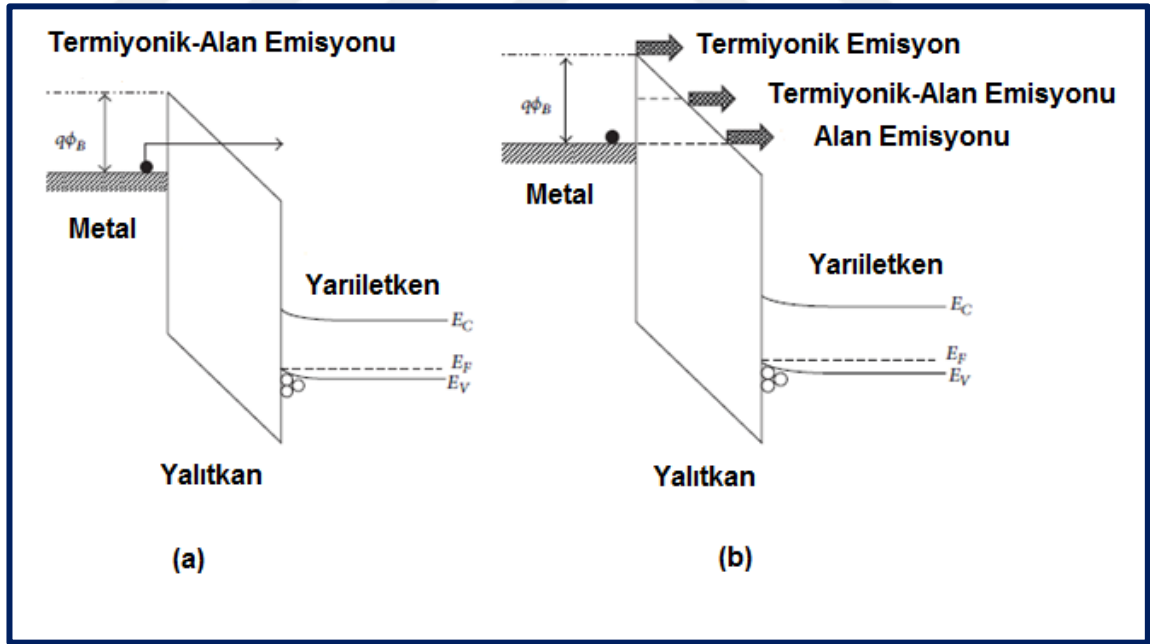 Termiyonik-Alan Emisyonu
qϕB
Metal
Yarıiletken
EC
EF
EV
Yalıtkan
(a)
Termiyonik Emisyon
Termiyonik-Alan Emisyonu
Alan Emisyonu
qϕB
Metal
Yarıiletken
EC
EF
EV
Yalıtkan
(b)